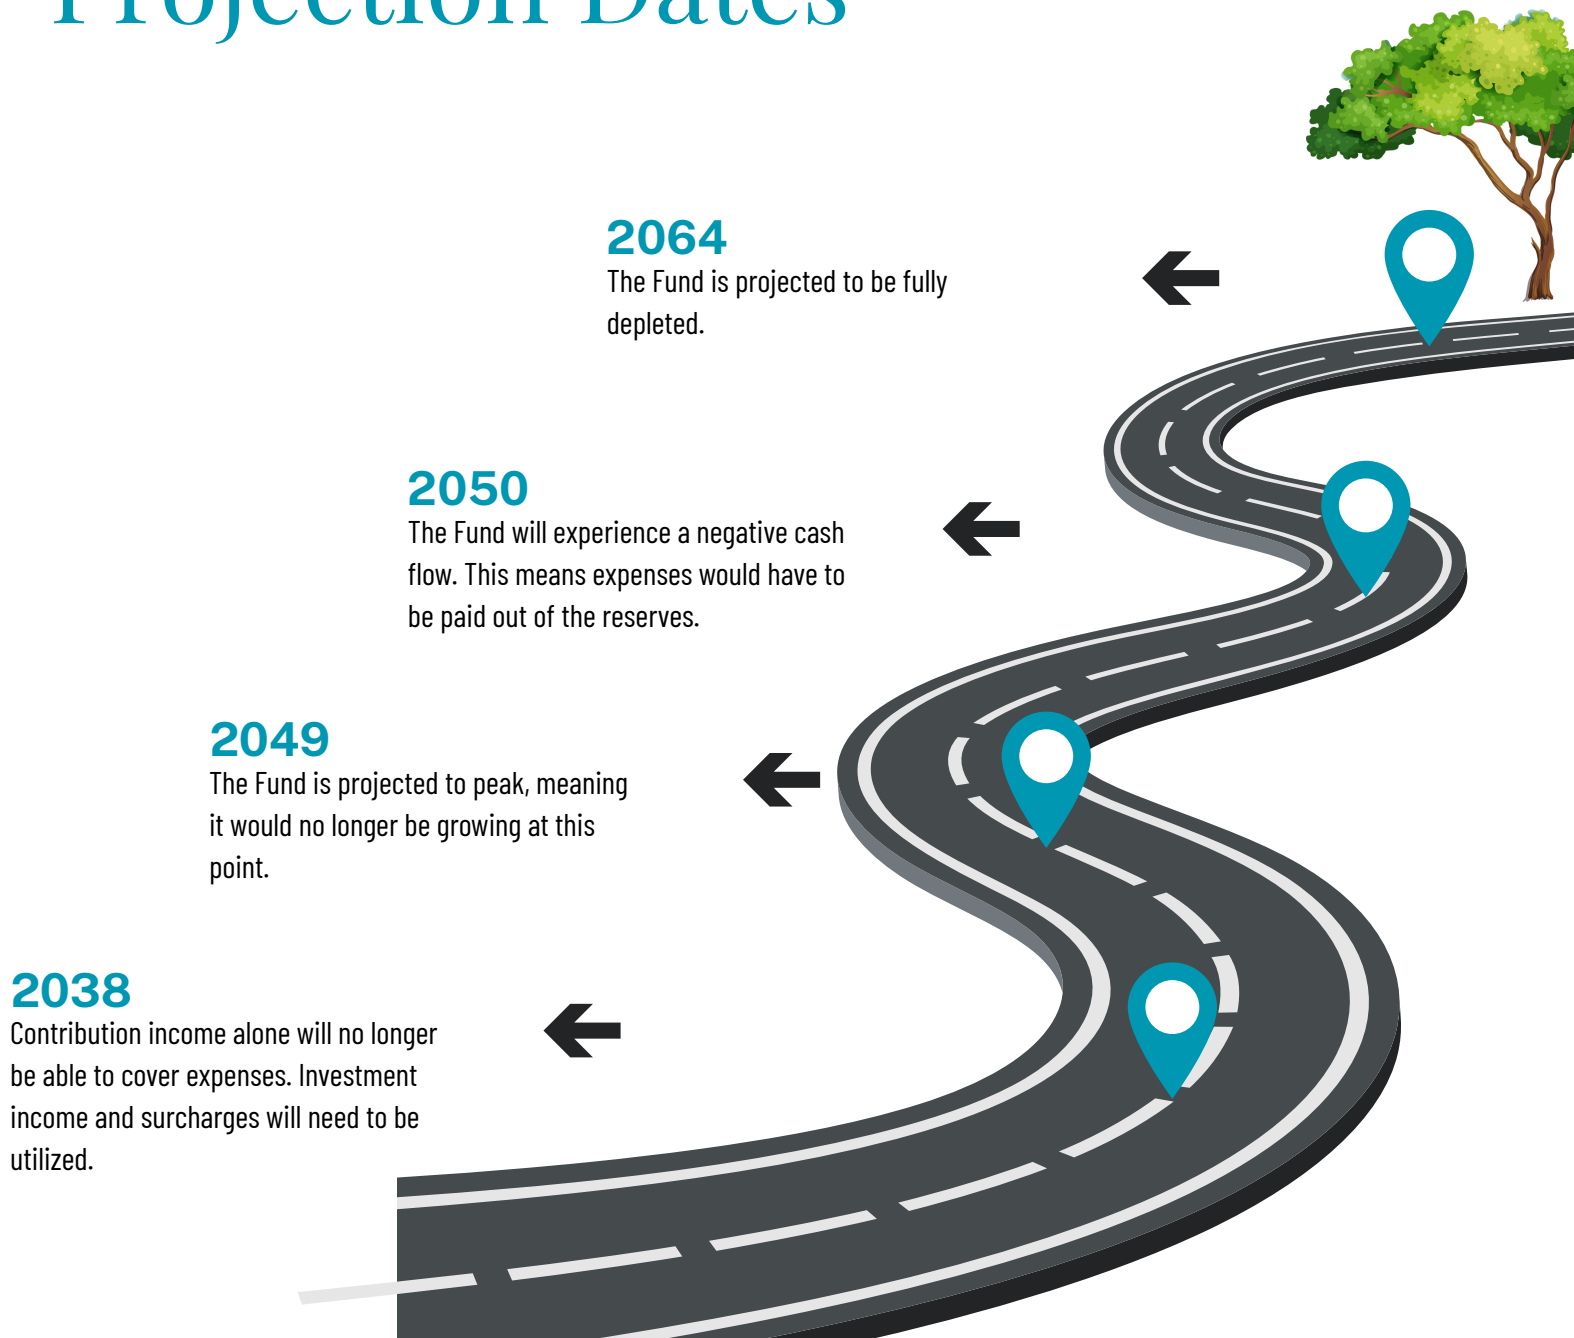 Projection Dates
2064
The Fund is projected to be fully
depleted.
2050
The Fund will experience a negative cash
flow. This means expenses would have to
be paid out of the reserves.
2049
The Fund is projected to peak, meaning
it would no longer be growing at this
point.
2038
Contribution income alone will no longer
be able to cover expenses. Investment
income and surcharges will need to be
utilized.